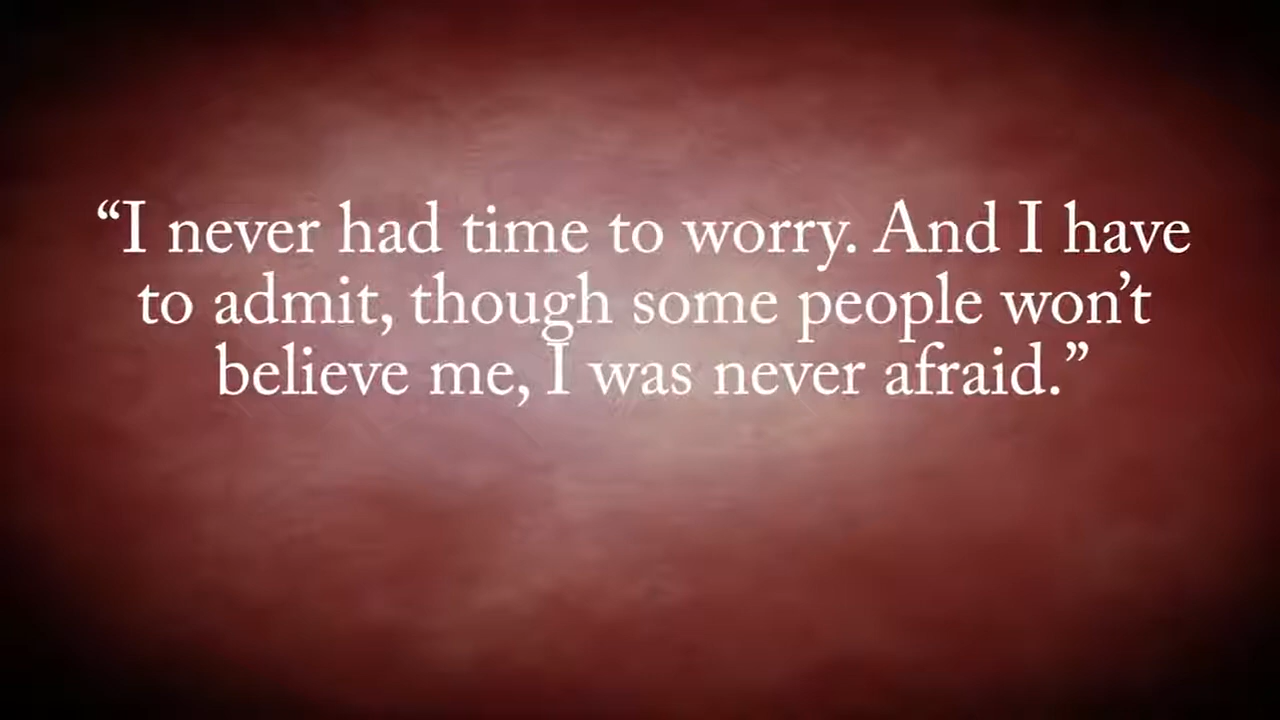 “I never had time to worry. And I have
to admit, though some people won’t
believe me, I was never afraid.”